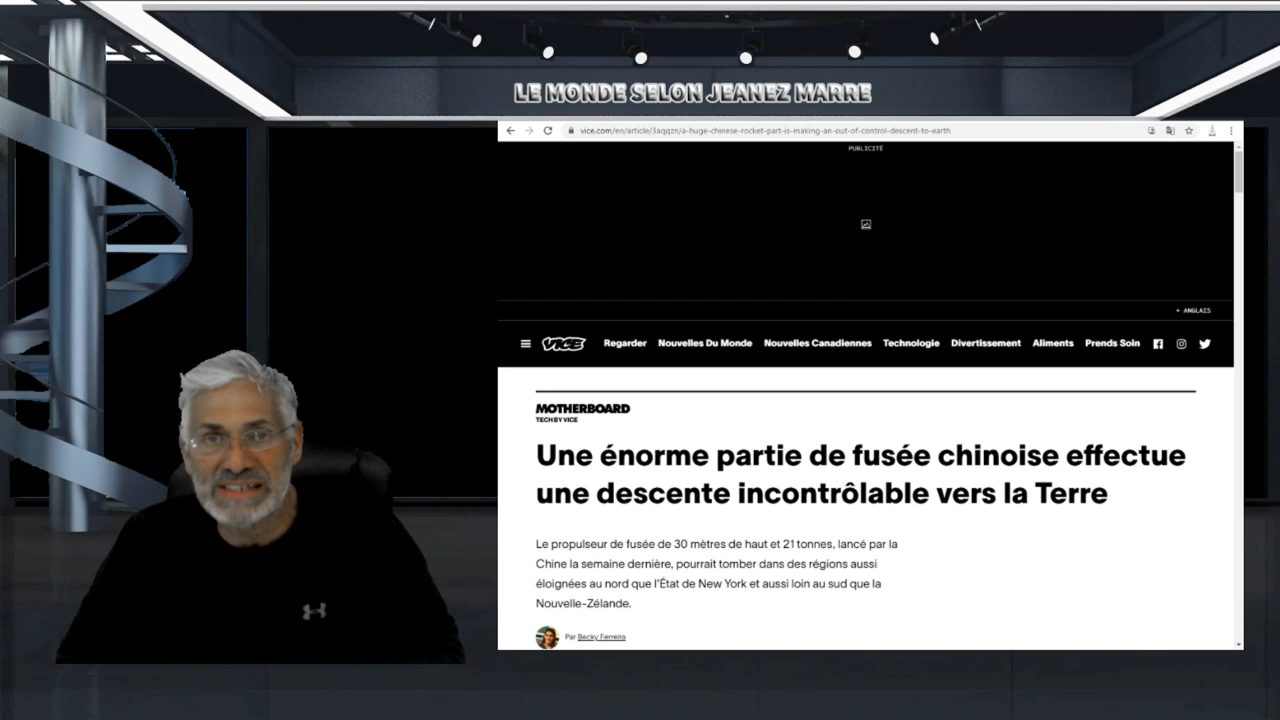 LE MONDE SELON JEANEZ MARRE
vice.com/en/article/3aqqzn/a-huge-chinese-rocket-part-is-making-an-out-of-control-descent-to-earth
PUBLICITÉ
+ ANGLAIS
VICE Regarder Nouvelles Du Monde Nouvelles Canadiennes Technologie Divertissement Aliments Prends Soin
MOTHERBOARD
TECH BY VICE
Une énorme partie de fusée chinoise effectue
une descente incontrôlable vers la Terre
Le propulseur de fusée de 30 mètres de haut et 21 tonnes, lancé par la
Chine la semaine dernière, pourrait tomber dans des régions aussi
éloignées au nord que l'État de New York et aussi loin au sud que la
Nouvelle-Zélande.
Par Becky Ferreira